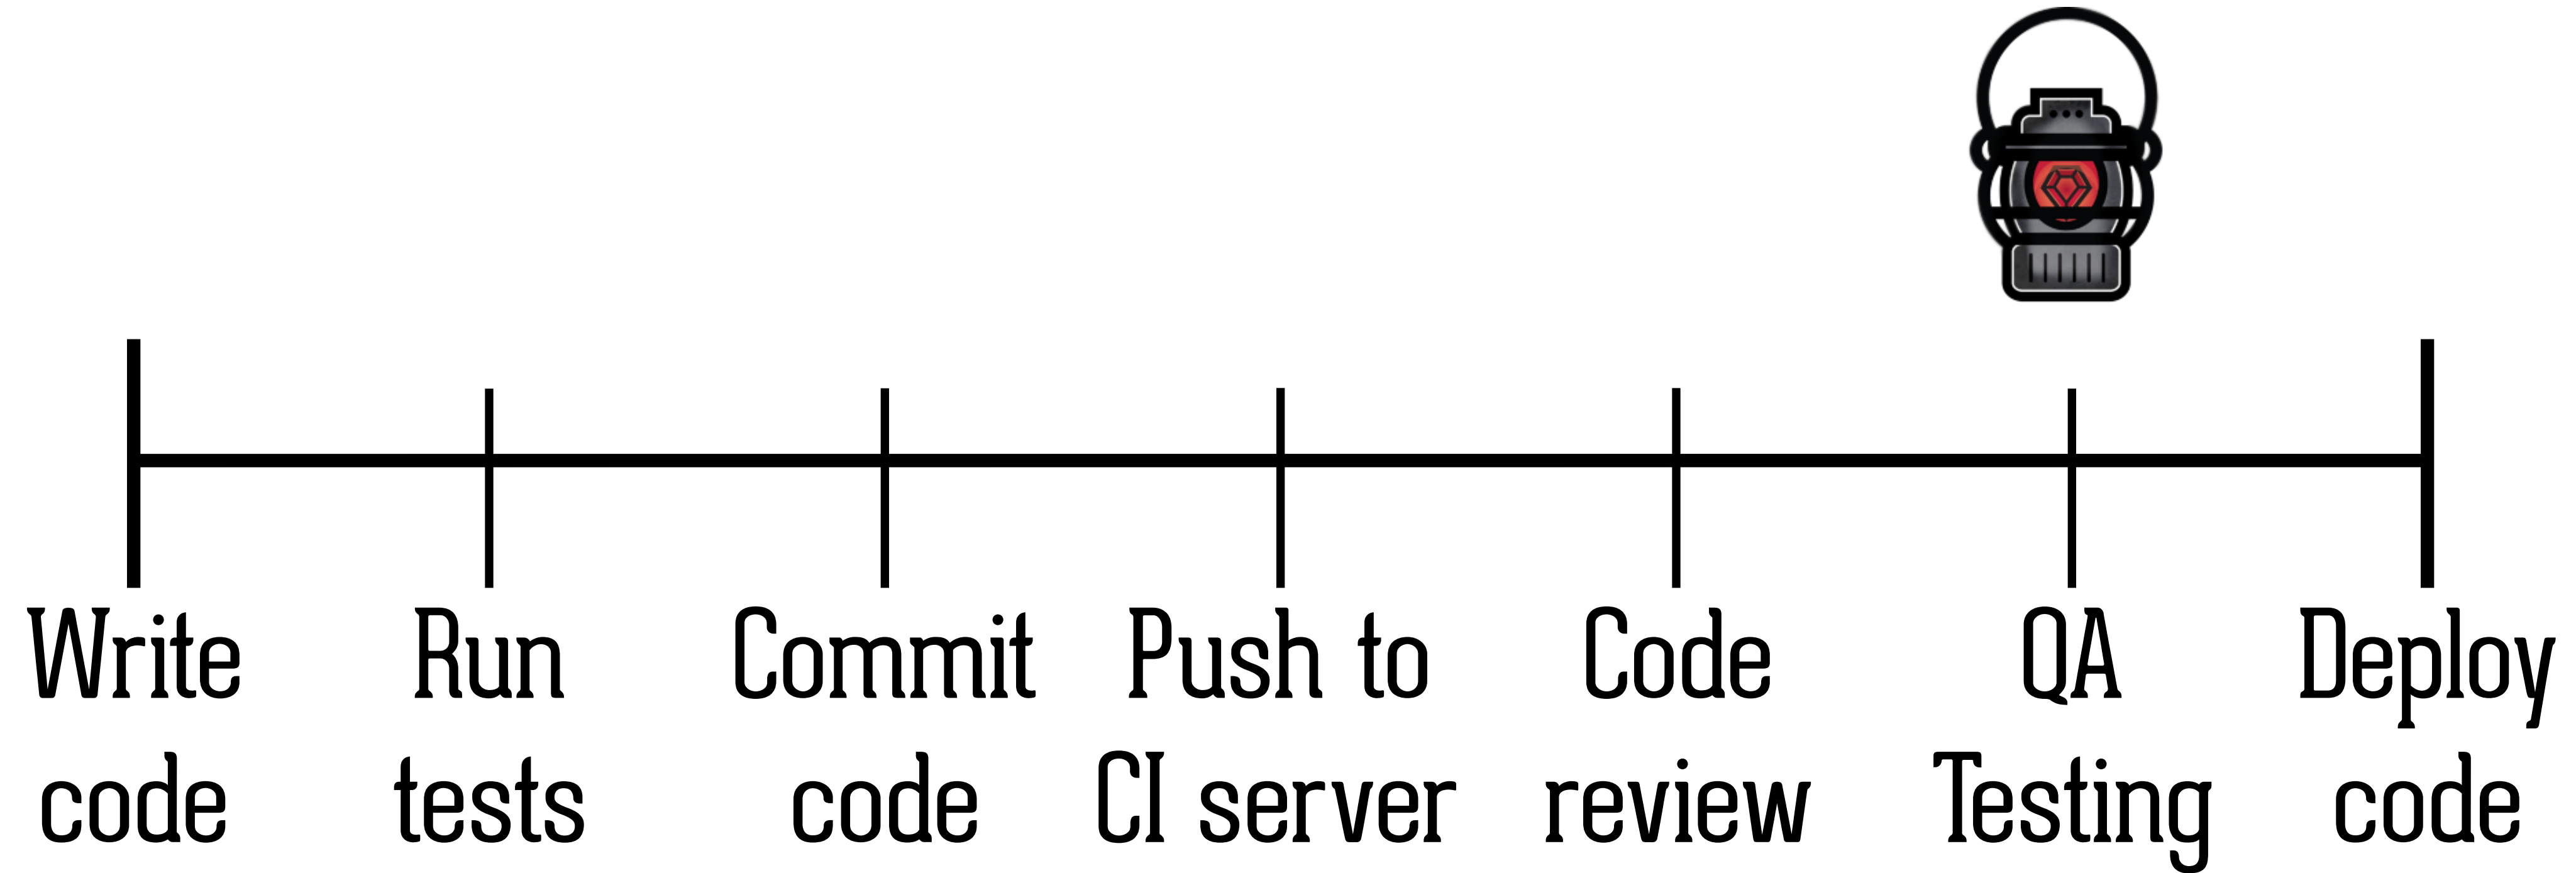 Write
code
Run
tests
Commit
code
Push to
CI server
Code
review
QA
Testing
Deploy
code